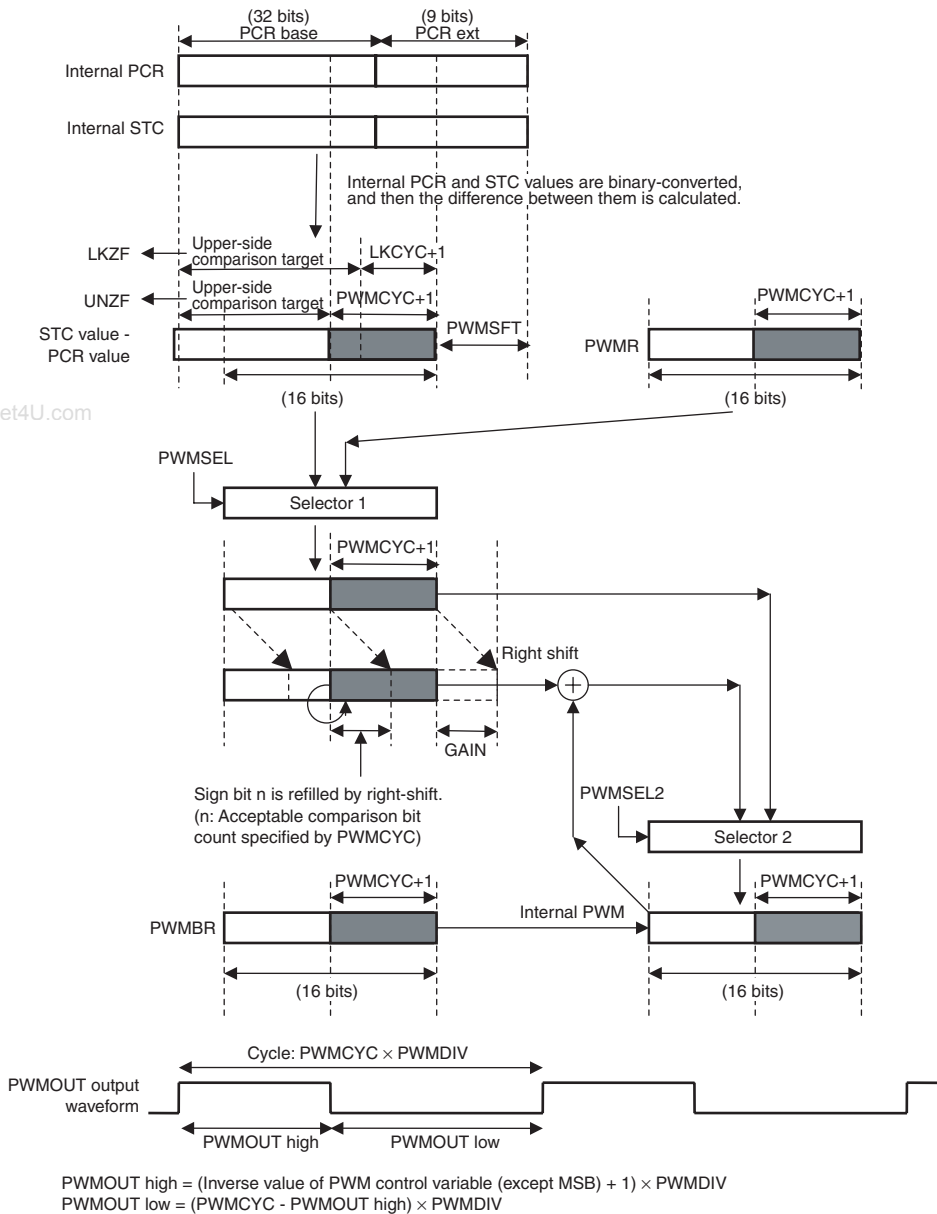 (32 bits) (9 bits)
PCR base PCR ext
Internal PCR
Internal STC
Internal PCR and STC values are binary-converted,
and then the difference between them is calculated.
LKZF
Upper-side
comparison target
LKCYC+1
UNZF
Upper-side
comparison target
PWMCYC+1
STC value -
PCR value
PWMSFT
PWMR
PWMCYC+1
(16 bits)
(16 bits)
et4U.com
PWMSEL
Selector 1
PWMCYC+1
Right shift
+
GAIN
Sign bit n is refilled by right-shift.
(n: Acceptable comparison bit
count specified by PWMCYC)
PWMSEL2
Selector 2
PWMCYC+1
PWMCYC+1
PWMBR
Internal PWM
(16 bits)
(16 bits)
Cycle: PWMCYC × PWMDIV
PWMOUT output
waveform
PWMOUT high
PWMOUT low
PWMOUT high = (Inverse value of PWM control variable (except MSB) + 1) × PWMDIV
PWMOUT low = (PWMCYC - PWMOUT high) × PWMDIV